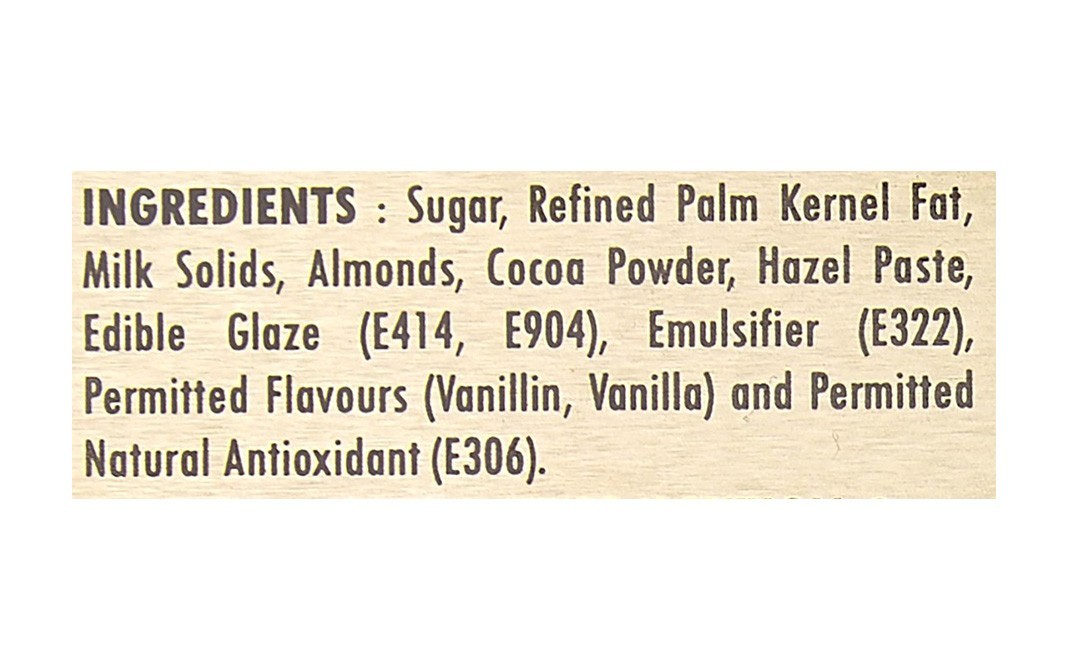 INGREDIENTS : Sugar, Refined Palm Kernel Fat,
Milk Solids, Almonds, Cocoa Powder, Hazel Paste,
Edible Glaze (E414, E904), Emulsifier (E322),
Permitted Flavours (Vanillin, Vanilla) and Permitted
Natural Antioxidant (E306).